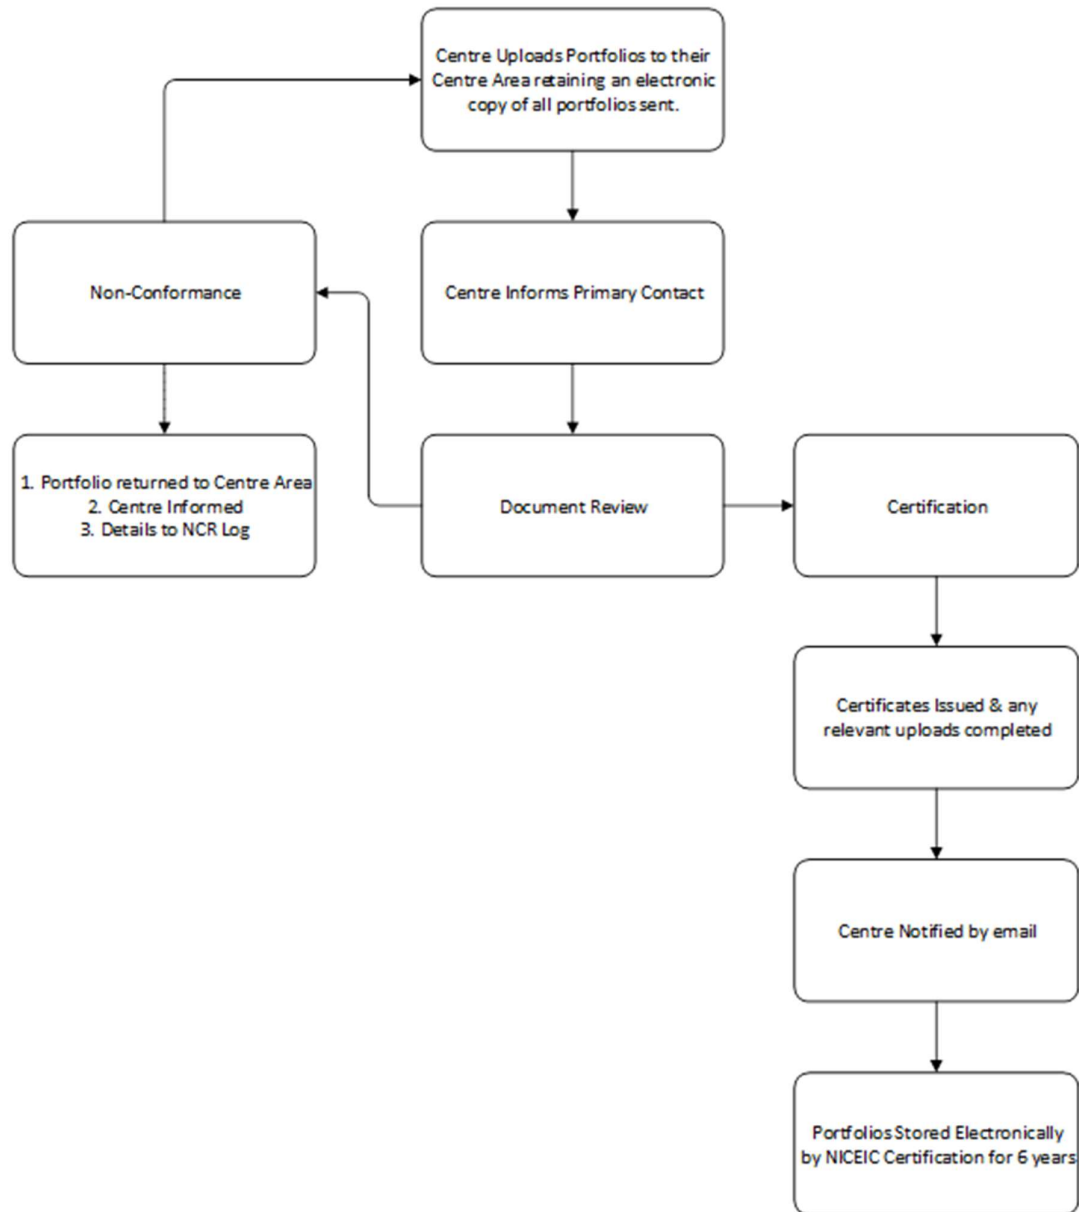 Centre Uploads Portfolios to their
Centre Area retaining an electronic
copy of all portfolios sent.
Non-Conformance
Centre Informs Primary Contact
1. Portfolio returned to Centre Area
2. Centre Informed
3. Details to NCR Log
Document Review
Certification
Certificates Issued & any
relevant uploads completed
Centre Notified by email
Portfolios Stored Electronically
by NICEIC Certification for 6 years